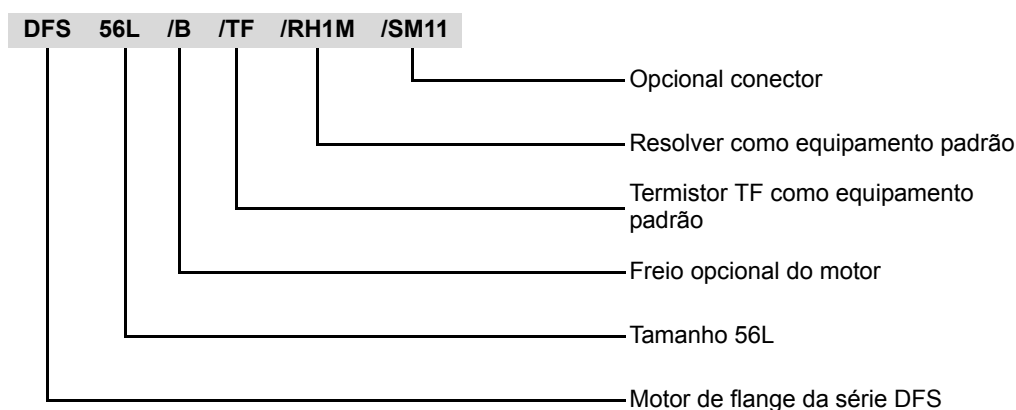 DFS 56L /B /TF /RH1M /SM11
Opcional conector
Resolver como equipamento padrão
Termistor TF como equipamento
padrão
Freio opcional do motor
Tamanho 56L
Motor de flange da série DFS